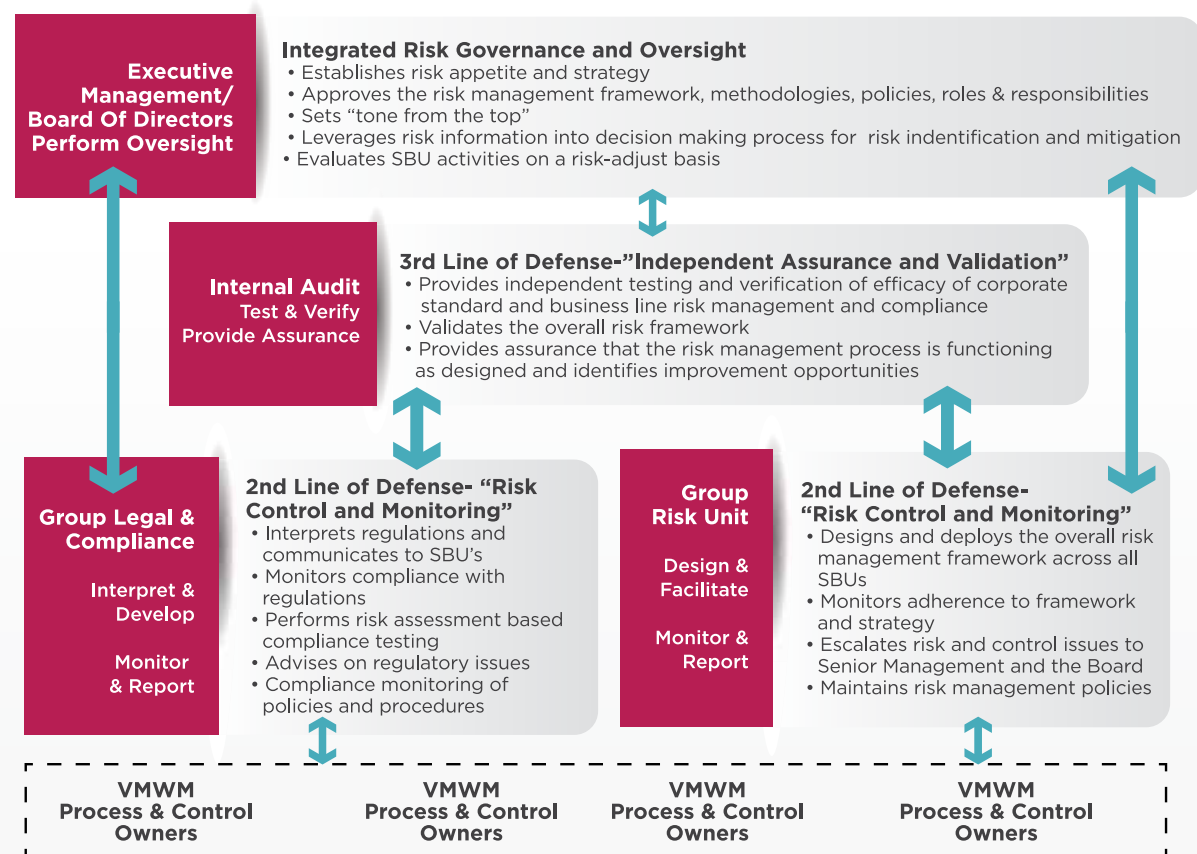 Executive
Management/
Board Of Directors
Perform Oversight
Integrated Risk Governance and Oversight
• Establishes risk appetite and strategy
• Approves the risk management framework, methodologies, policies, roles & responsibilities
• Sets “tone from the top”
• Leverages risk information into decision making process for risk indentification and mitigation
• Evaluates SBU activities on a risk-adjust basis
Internal Audit
Test & Verify
Provide Assurance
3rd Line of Defense-”Independent Assurance and Validation”
• Provides independent testing and verification of efficacy of corporate
standard and business line risk management and compliance
• Validates the overall risk framework
• Provides assurance that the risk management process is functioning
as designed and identifies improvement opportunities
Group Legal &
Compliance
Interpret &
Develop
Monitor
& Report
2nd Line of Defense- “Risk
Control and Monitoring”
• Interprets regulations and
communicates to SBU’s
• Monitors compliance with
regulations
• Performs risk assessment based
compliance testing
• Advises on regulatory issues
• Compliance monitoring of
policies and procedures
Group
Risk Unit
Design &
Facilitate
Monitor &
Report
2nd Line of Defense-
“Risk Control and Monitoring”
• Designs and deploys the overall risk
management framework across all
SBUs
• Monitors adherence to framework
and strategy
• Escalates risk and control issues to
Senior Management and the Board
• Maintains risk management policies
VMWM
Process & Control
Owners
VMWM
Process & Control
Owners
VMWM
Process & Control
Owners
VMWM
Process & Control
Owners